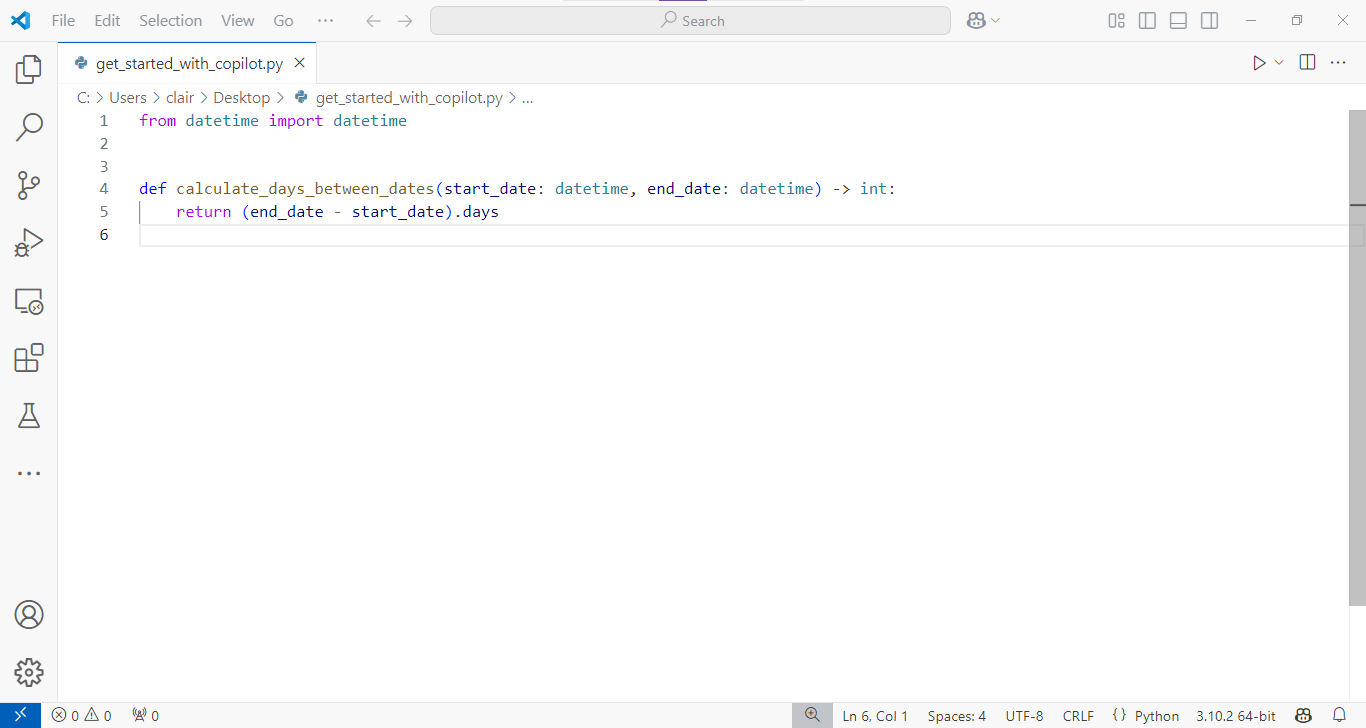 File Edit Selection View Go ··· Search
get_started_with_copilot.py
C: > Users > clair > Desktop > get_started_with_copilot.py > ...
1 from datetime import datetime
2
3
4 def calculate_days_between_dates(start_date: datetime, end_date: datetime) -> int:
5     return (end_date - start_date).days
6
0 0 0 Ln 6, Col 1 Spaces: 4 UTF-8 CRLF {} Python 3.10.2 64-bit